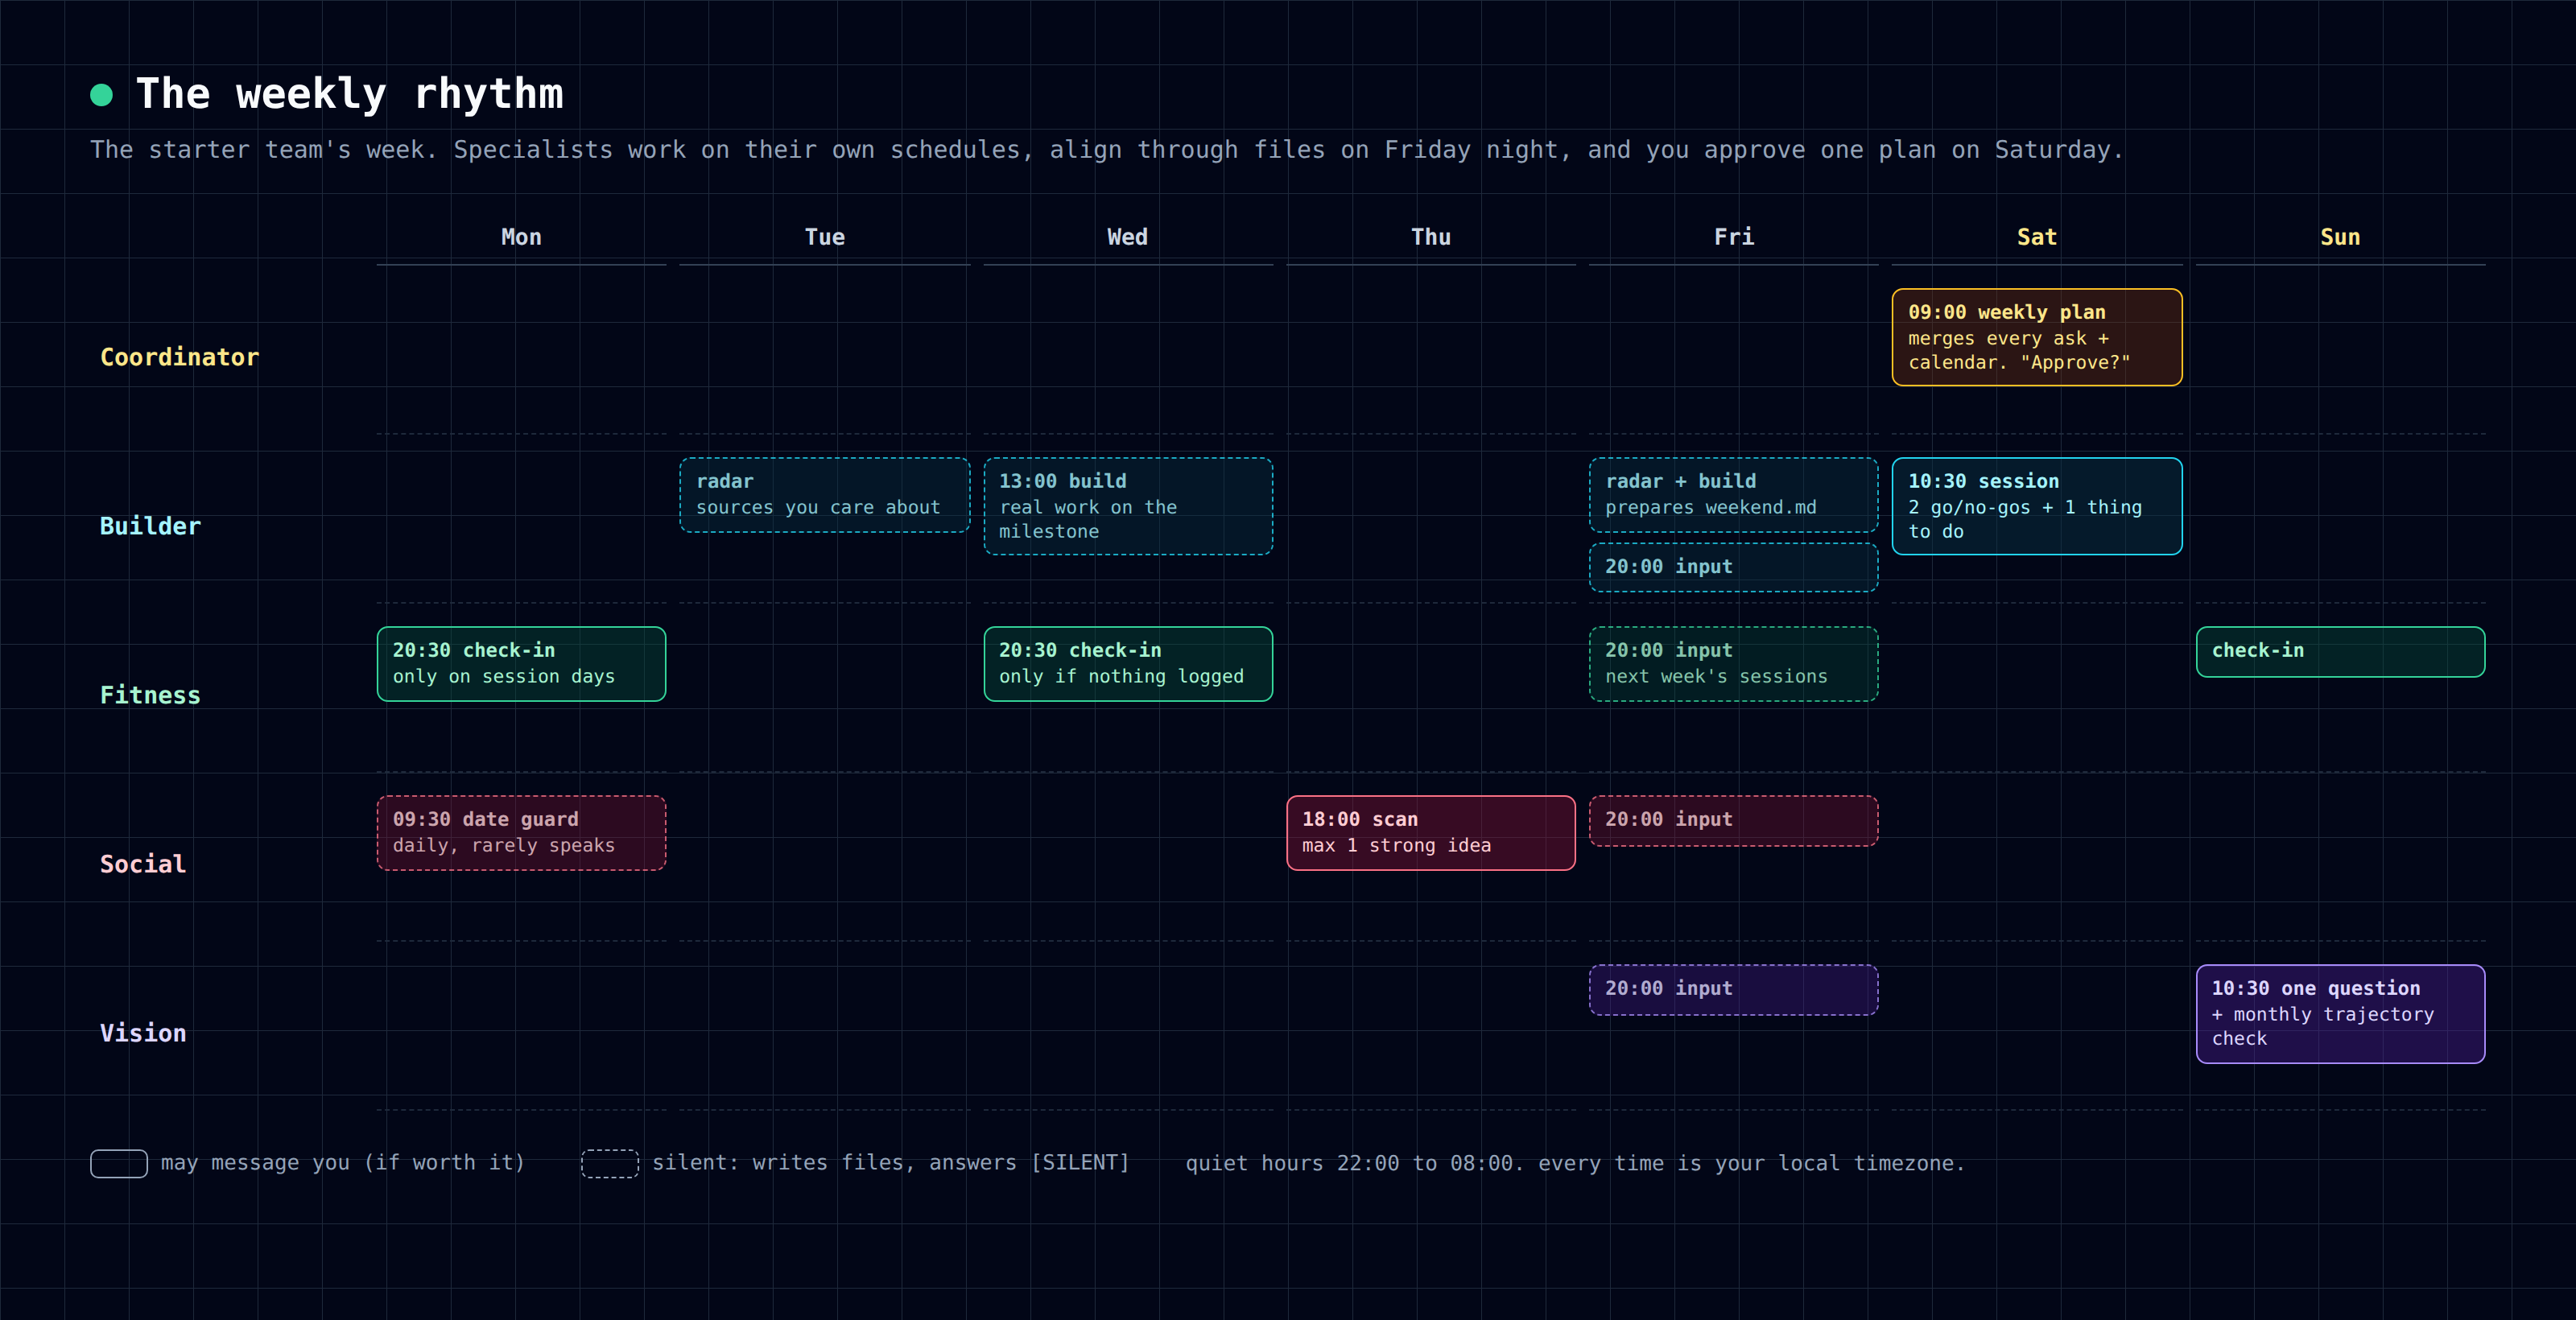 The weekly rhythm
The starter team's week. Specialists work on their own schedules, align through files on Friday night, and you approve one plan on Saturday.
Mon
Tue
Wed
Thu
Fri
Sat
Sun
Coordinator
09:00 weekly plan
merges every ask +
calendar. "Approve?"
Builder
radar
sources you care about
13:00 build
real work on the
milestone
radar + build
prepares weekend.md
20:00 input
10:30 session
2 go/no-gos + 1 thing
to do
Fitness
20:30 check-in
only on session days
20:30 check-in
only if nothing logged
20:00 input
next week's sessions
check-in
Social
09:30 date guard
daily, rarely speaks
18:00 scan
max 1 strong idea
20:00 input
Vision
20:00 input
10:30 one question
+ monthly trajectory
check
may message you (if worth it)
silent: writes files, answers [SILENT]
quiet hours 22:00 to 08:00. every time is your local timezone.